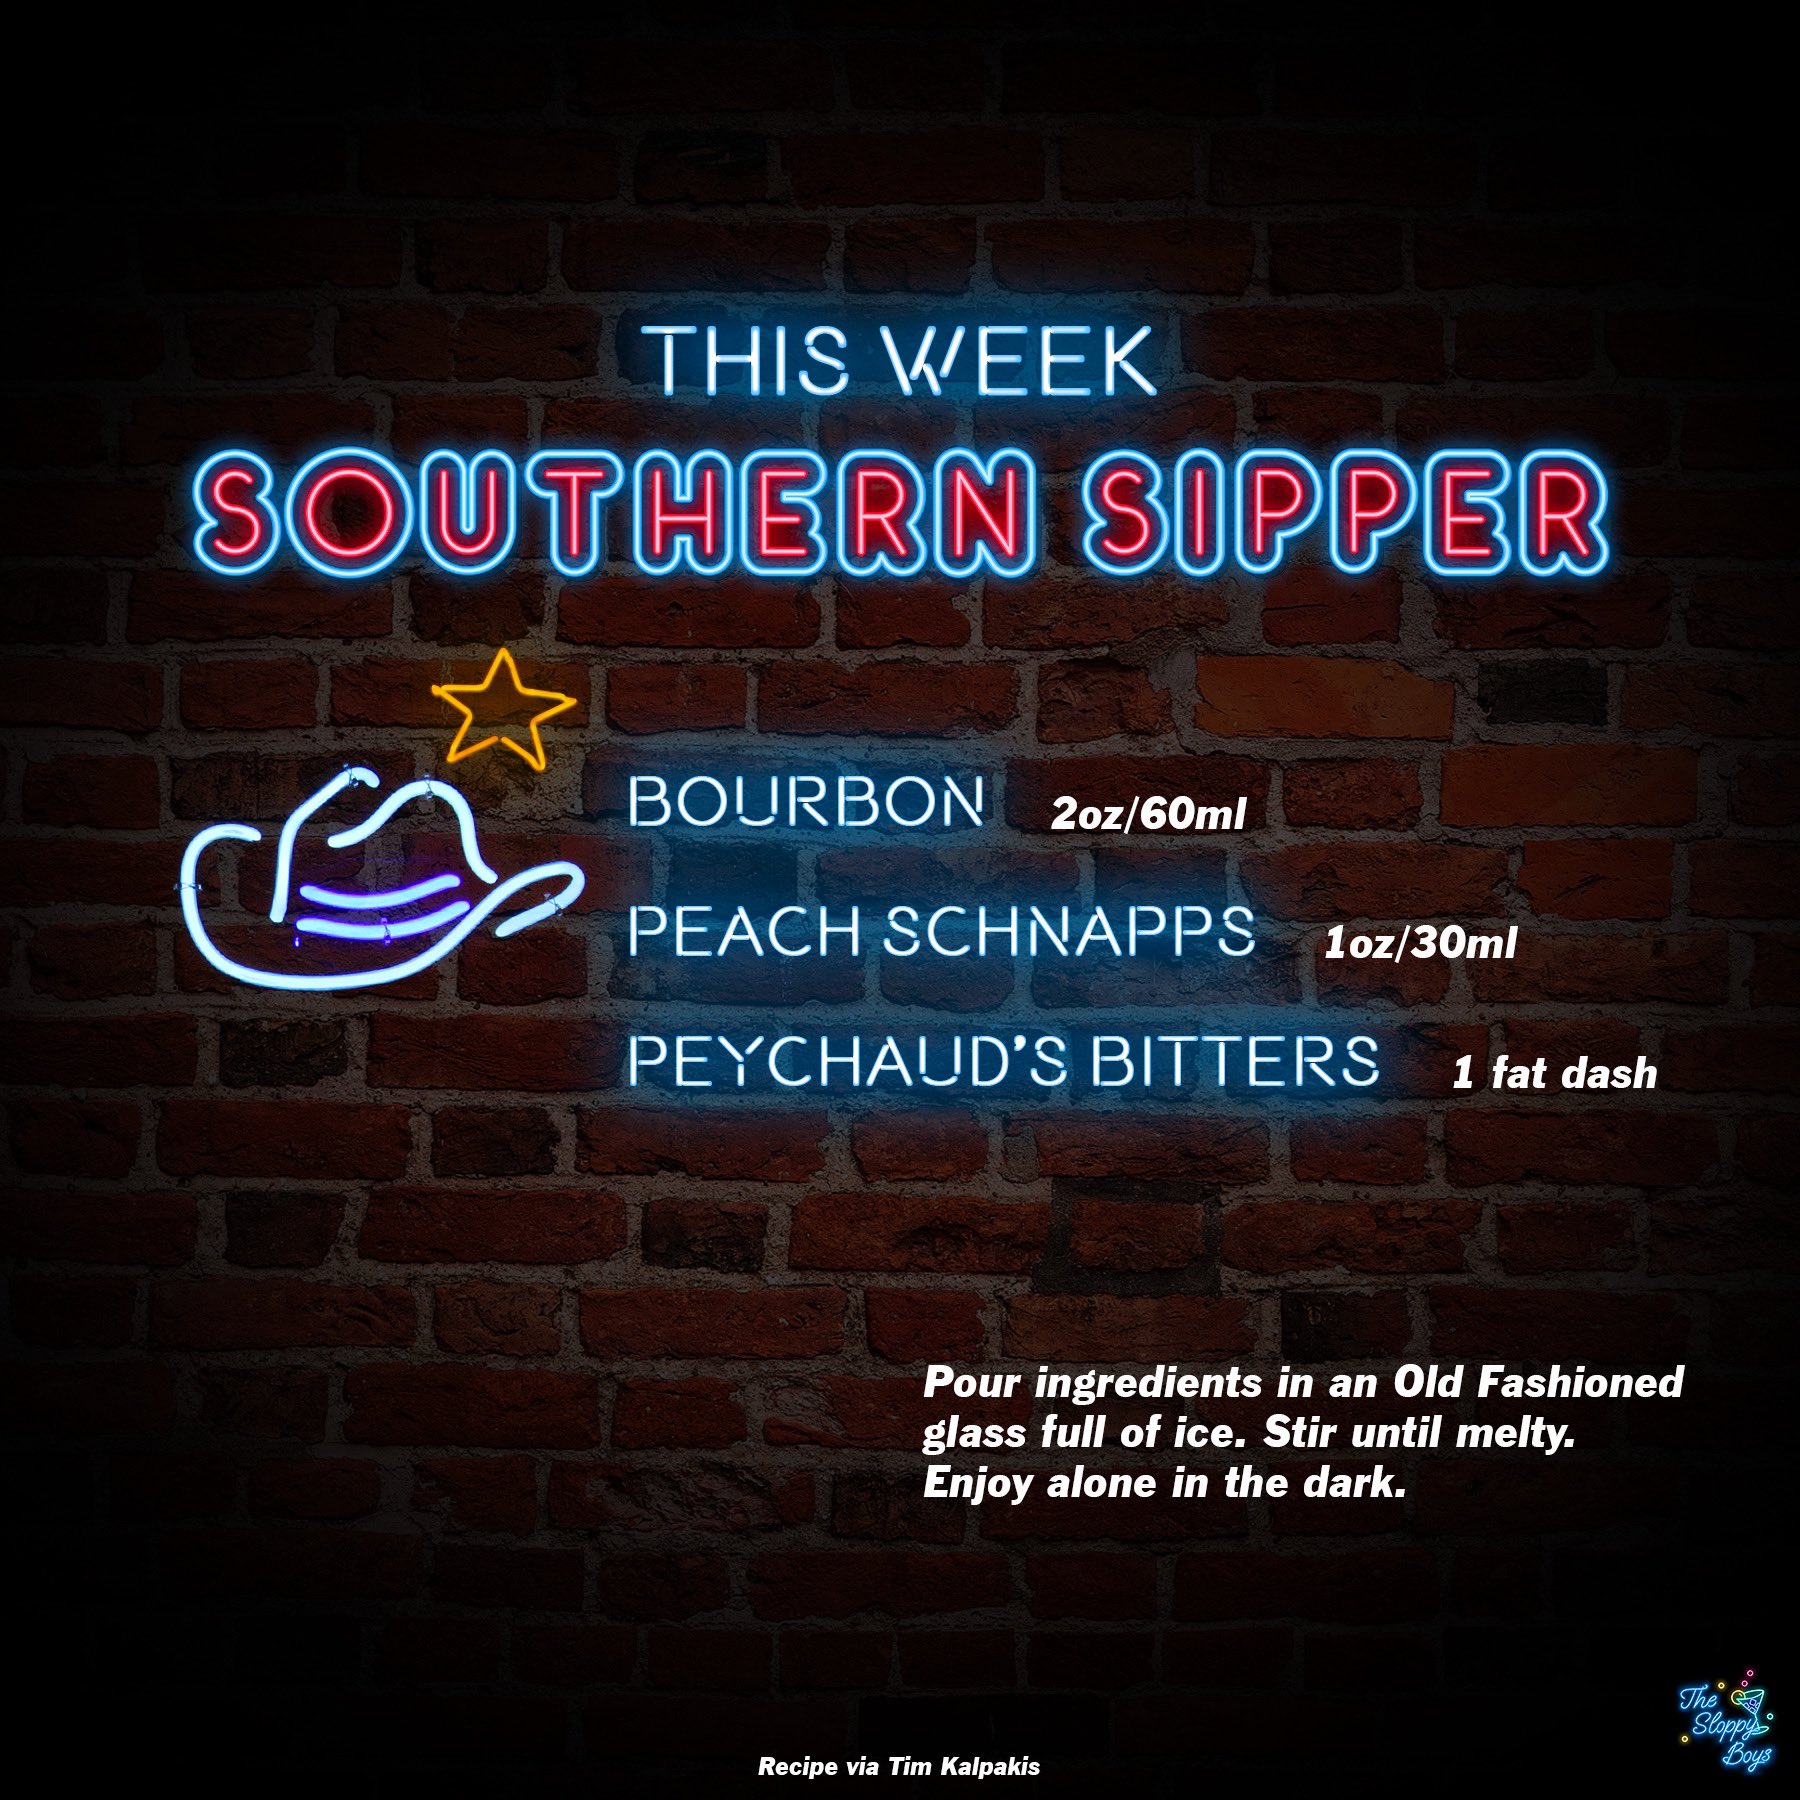 THIS WEEK
SOUTHERN SIPPER
BOURBON 2oz/60ml
PEACH SCHNAPPS 1oz/30ml
PEYCHAUD'S BITTERS 1 fat dash
Pour ingredients in an Old Fashioned
glass full of ice. Stir until melty.
Enjoy alone in the dark.
The
Sloppy
Boys
Recipe via Tim Kalpakis